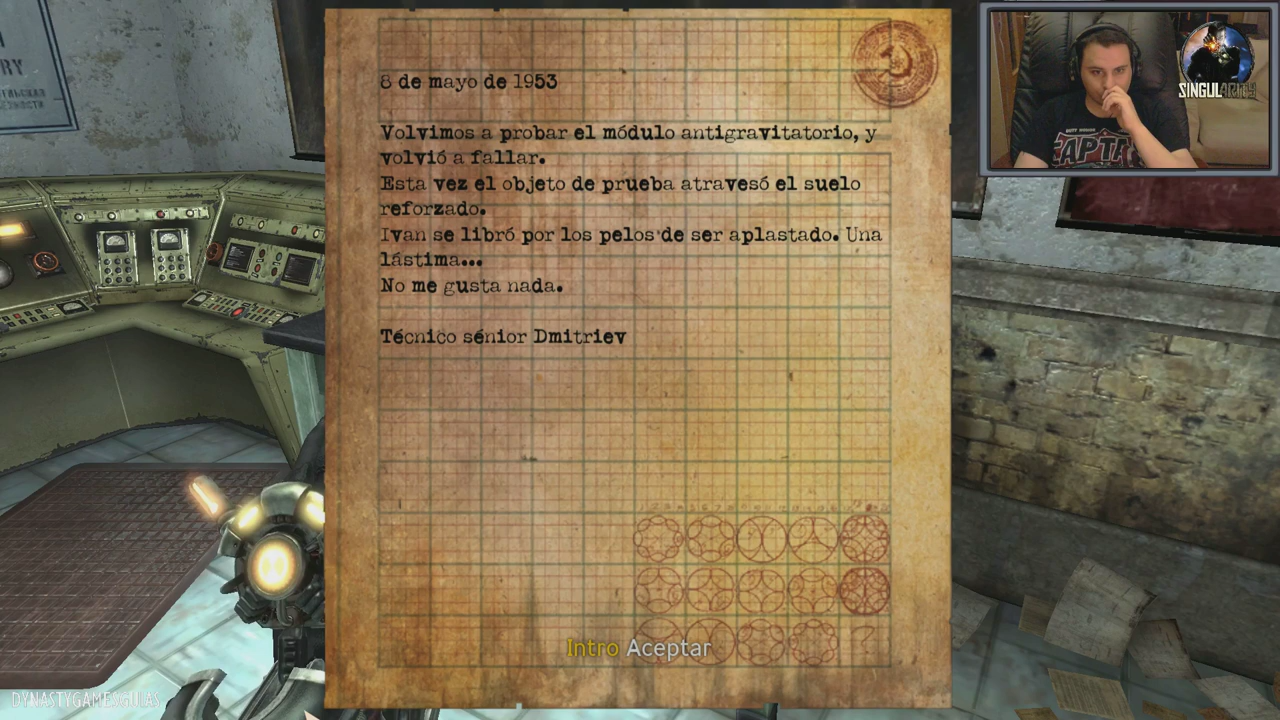 RY
8 de mayo de 1953
SINGULARITY
Volvimos a probar el módulo antigravitatorio, y
volvió a fallar.
Esta vez el objeto de prueba atravesó el suelo
reforzado.
Ivan se libró por los pelos de ser aplastado. Una
lástima...
No me gusta nada.
Técnico sénior Dmitriev
Intro Aceptar
DYNASTYGAMESGULAS